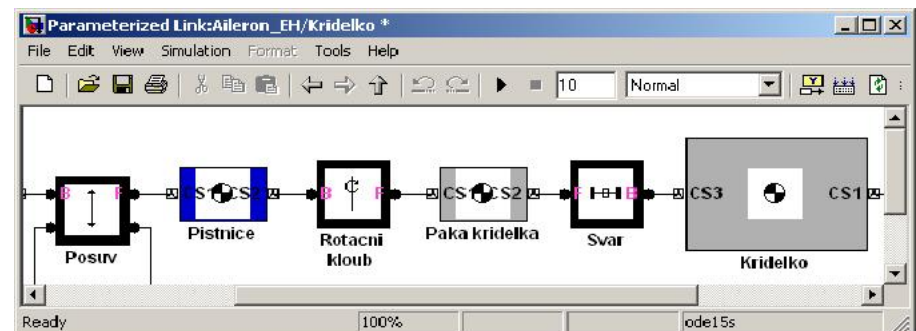 Parameterized Link:Aileron_EH/Kridelko *
File Edit View Simulation Format Tools Help
10 Normal
B F CS1 CS2 B F CS1 CS2 F B CS3 CS1
Posuv
Pistnice
Rotacni
kloub
Paka kridelka
Svar
Kridelko
Ready 100% ode15s